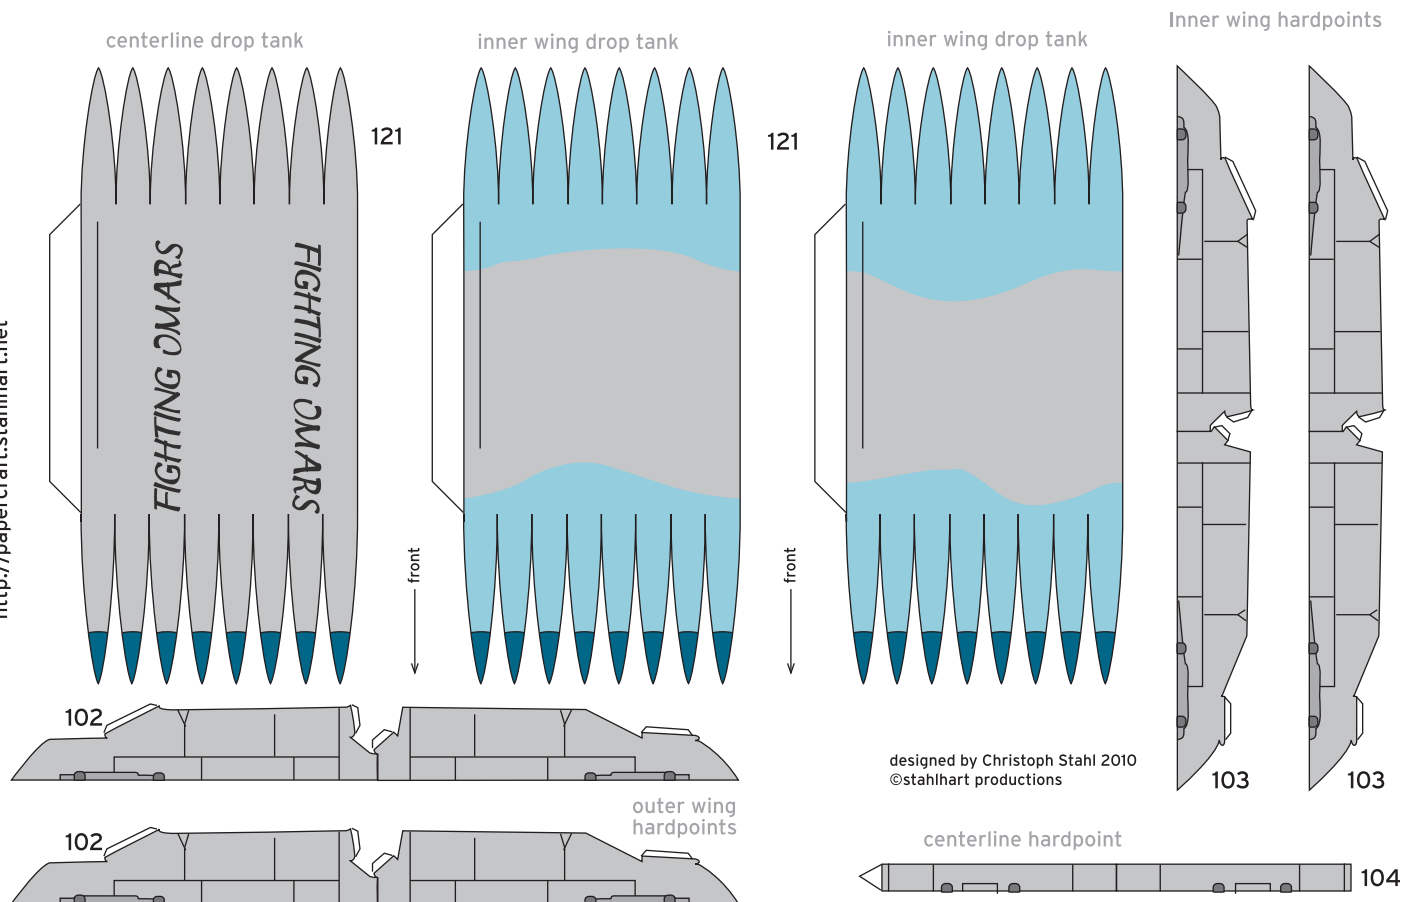 centerline drop tank
inner wing drop tank
inner wing drop tank
Inner wing hardpoints
121
121
FIGHTING OMARS
FIGHTING OMARS
http://papercraft.stahlhart.net
front
front
102
designed by Christoph Stahl 2010
©stahlhart productions
103
103
outer wing
hardpoints
102
centerline hardpoint
104